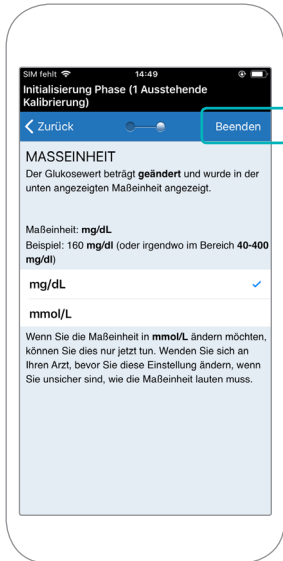 SIM fehlt 14:49
Initialisierung Phase (1 Ausstehende
Kalibrierung)
Zurück Beenden
MASSEINHEIT
Der Glukosewert beträgt geändert und wurde in der
unten angezeigten Maßeinheit angezeigt.
Maßeinheit: mg/dL
Beispiel: 160 mg/dl (oder irgendwo im Bereich 40-400
mg/dl)
mg/dL
mmol/L
Wenn Sie die Maßeinheit in mmol/L ändern möchten,
können Sie dies nur jetzt tun. Wenden Sie sich an
Ihren Arzt, bevor Sie diese Einstellung ändern, wenn
Sie unsicher sind, wie die Maßeinheit lauten muss.